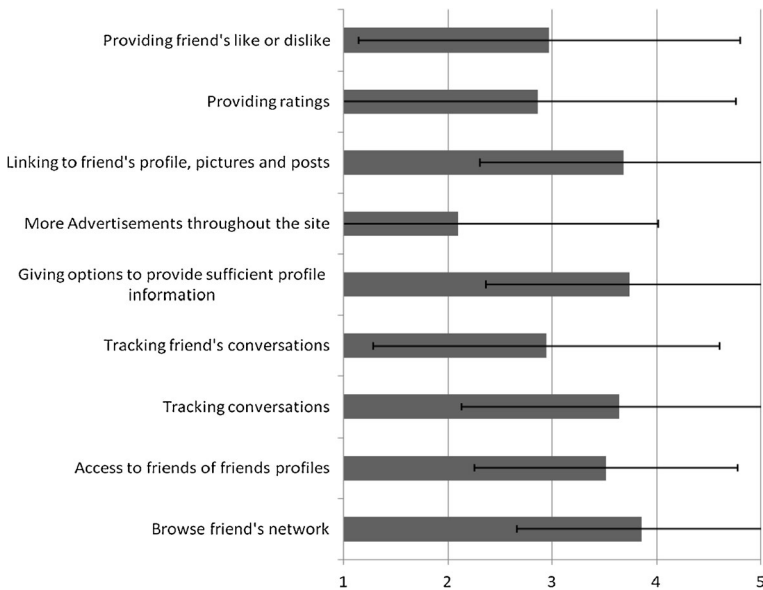 Providing friend's like or dislike
Providing ratings
Linking to friend's profile, pictures and posts
More Advertisements throughout the site
Giving options to provide sufficient profile
information
Tracking friend's conversations
Tracking conversations
Access to friends of friends profiles
Browse friend's network
1 2 3 4 5